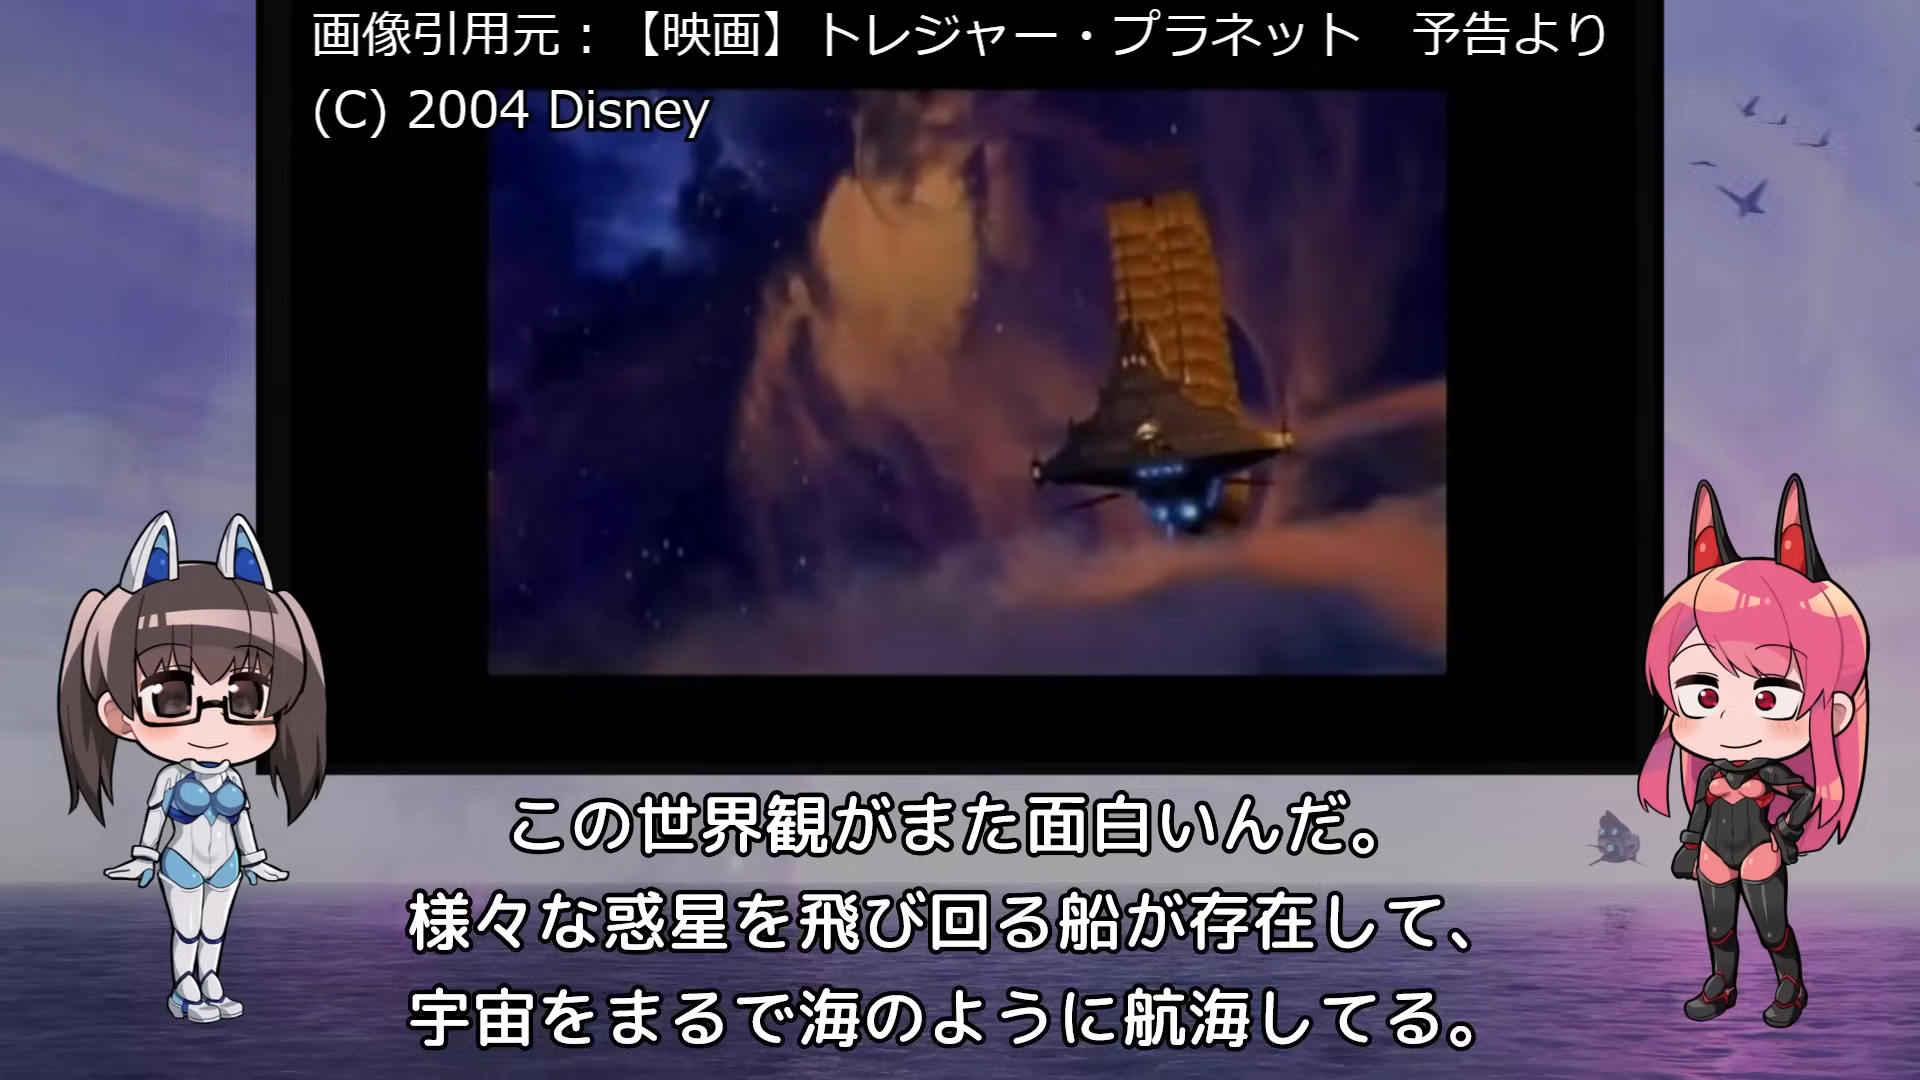 画像引用元：【映画】トレジャー・プラネット　予告より
(C) 2004 Disney
この世界観がまた面白いんだ。
様々な惑星を飛び回る船が存在して、
宇宙をまるで海のように航海してる。